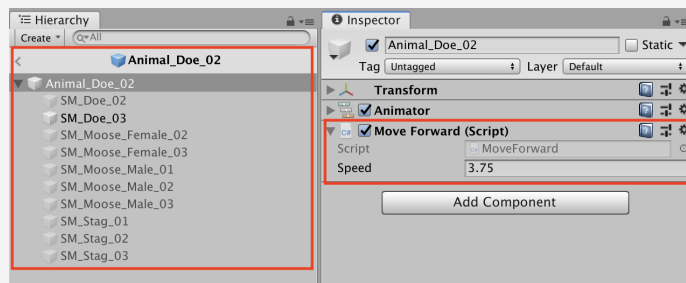 Hierarchy
Create
All
Animal_Doe_02
Animal_Doe_02
SM_Doe_02
SM_Doe_03
SM_Moose_Female_02
SM_Moose_Female_03
SM_Moose_Male_01
SM_Moose_Male_02
SM_Moose_Male_03
SM_Stag_01
SM_Stag_02
SM_Stag_03
Inspector
Animal_Doe_02 Static
Tag Untagged Layer Default
Transform
Animator
C# Move Forward (Script)
Script MoveForward
Speed 3.75
Add Component